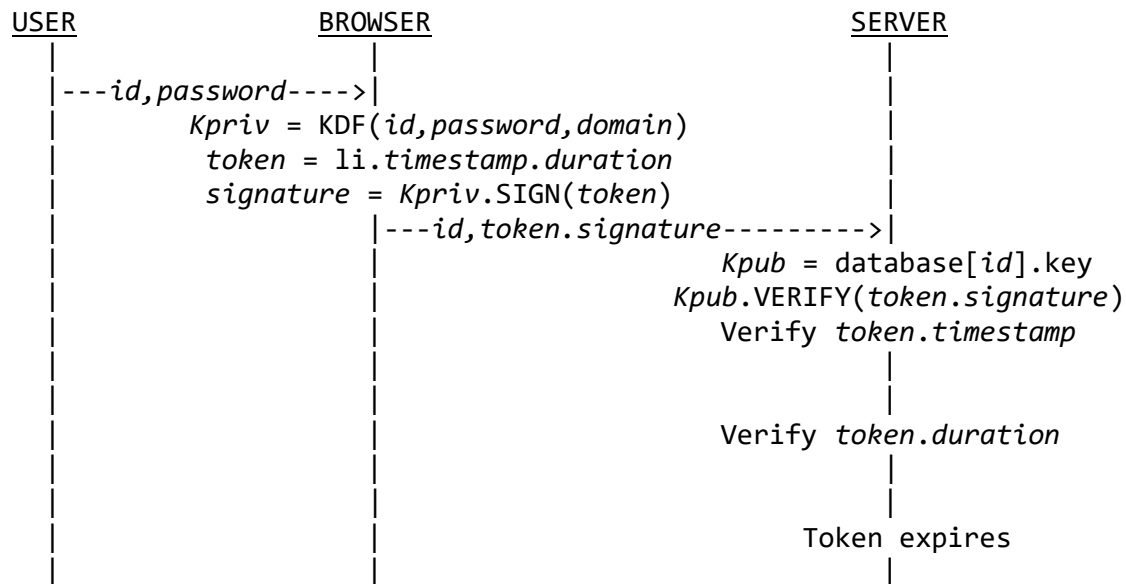 USER BROWSER SERVER
---id,password---->
Kpriv = KDF(id,password,domain)
token = li.timestamp.duration
signature = Kpriv.SIGN(token)
---id,token.signature--------->
Kpub = database[id].key
Kpub.VERIFY(token.signature)
Verify token.timestamp
Verify token.duration
Token expires